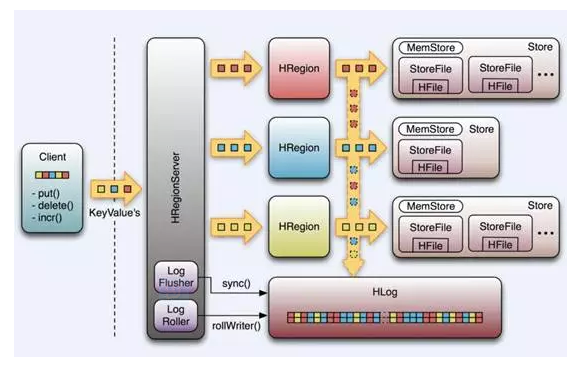 Client
- put()
- delete()
- incr()
KeyValue's
HRegionServer
HRegion
MemStore
Store
StoreFile
HFile
StoreFile
HFile
...
HRegion
MemStore
Store
StoreFile
HFile
HRegion
MemStore
Store
StoreFile
HFile
StoreFile
HFile
...
Log
Flusher
sync()
Log
Roller
rollWriter()
HLog